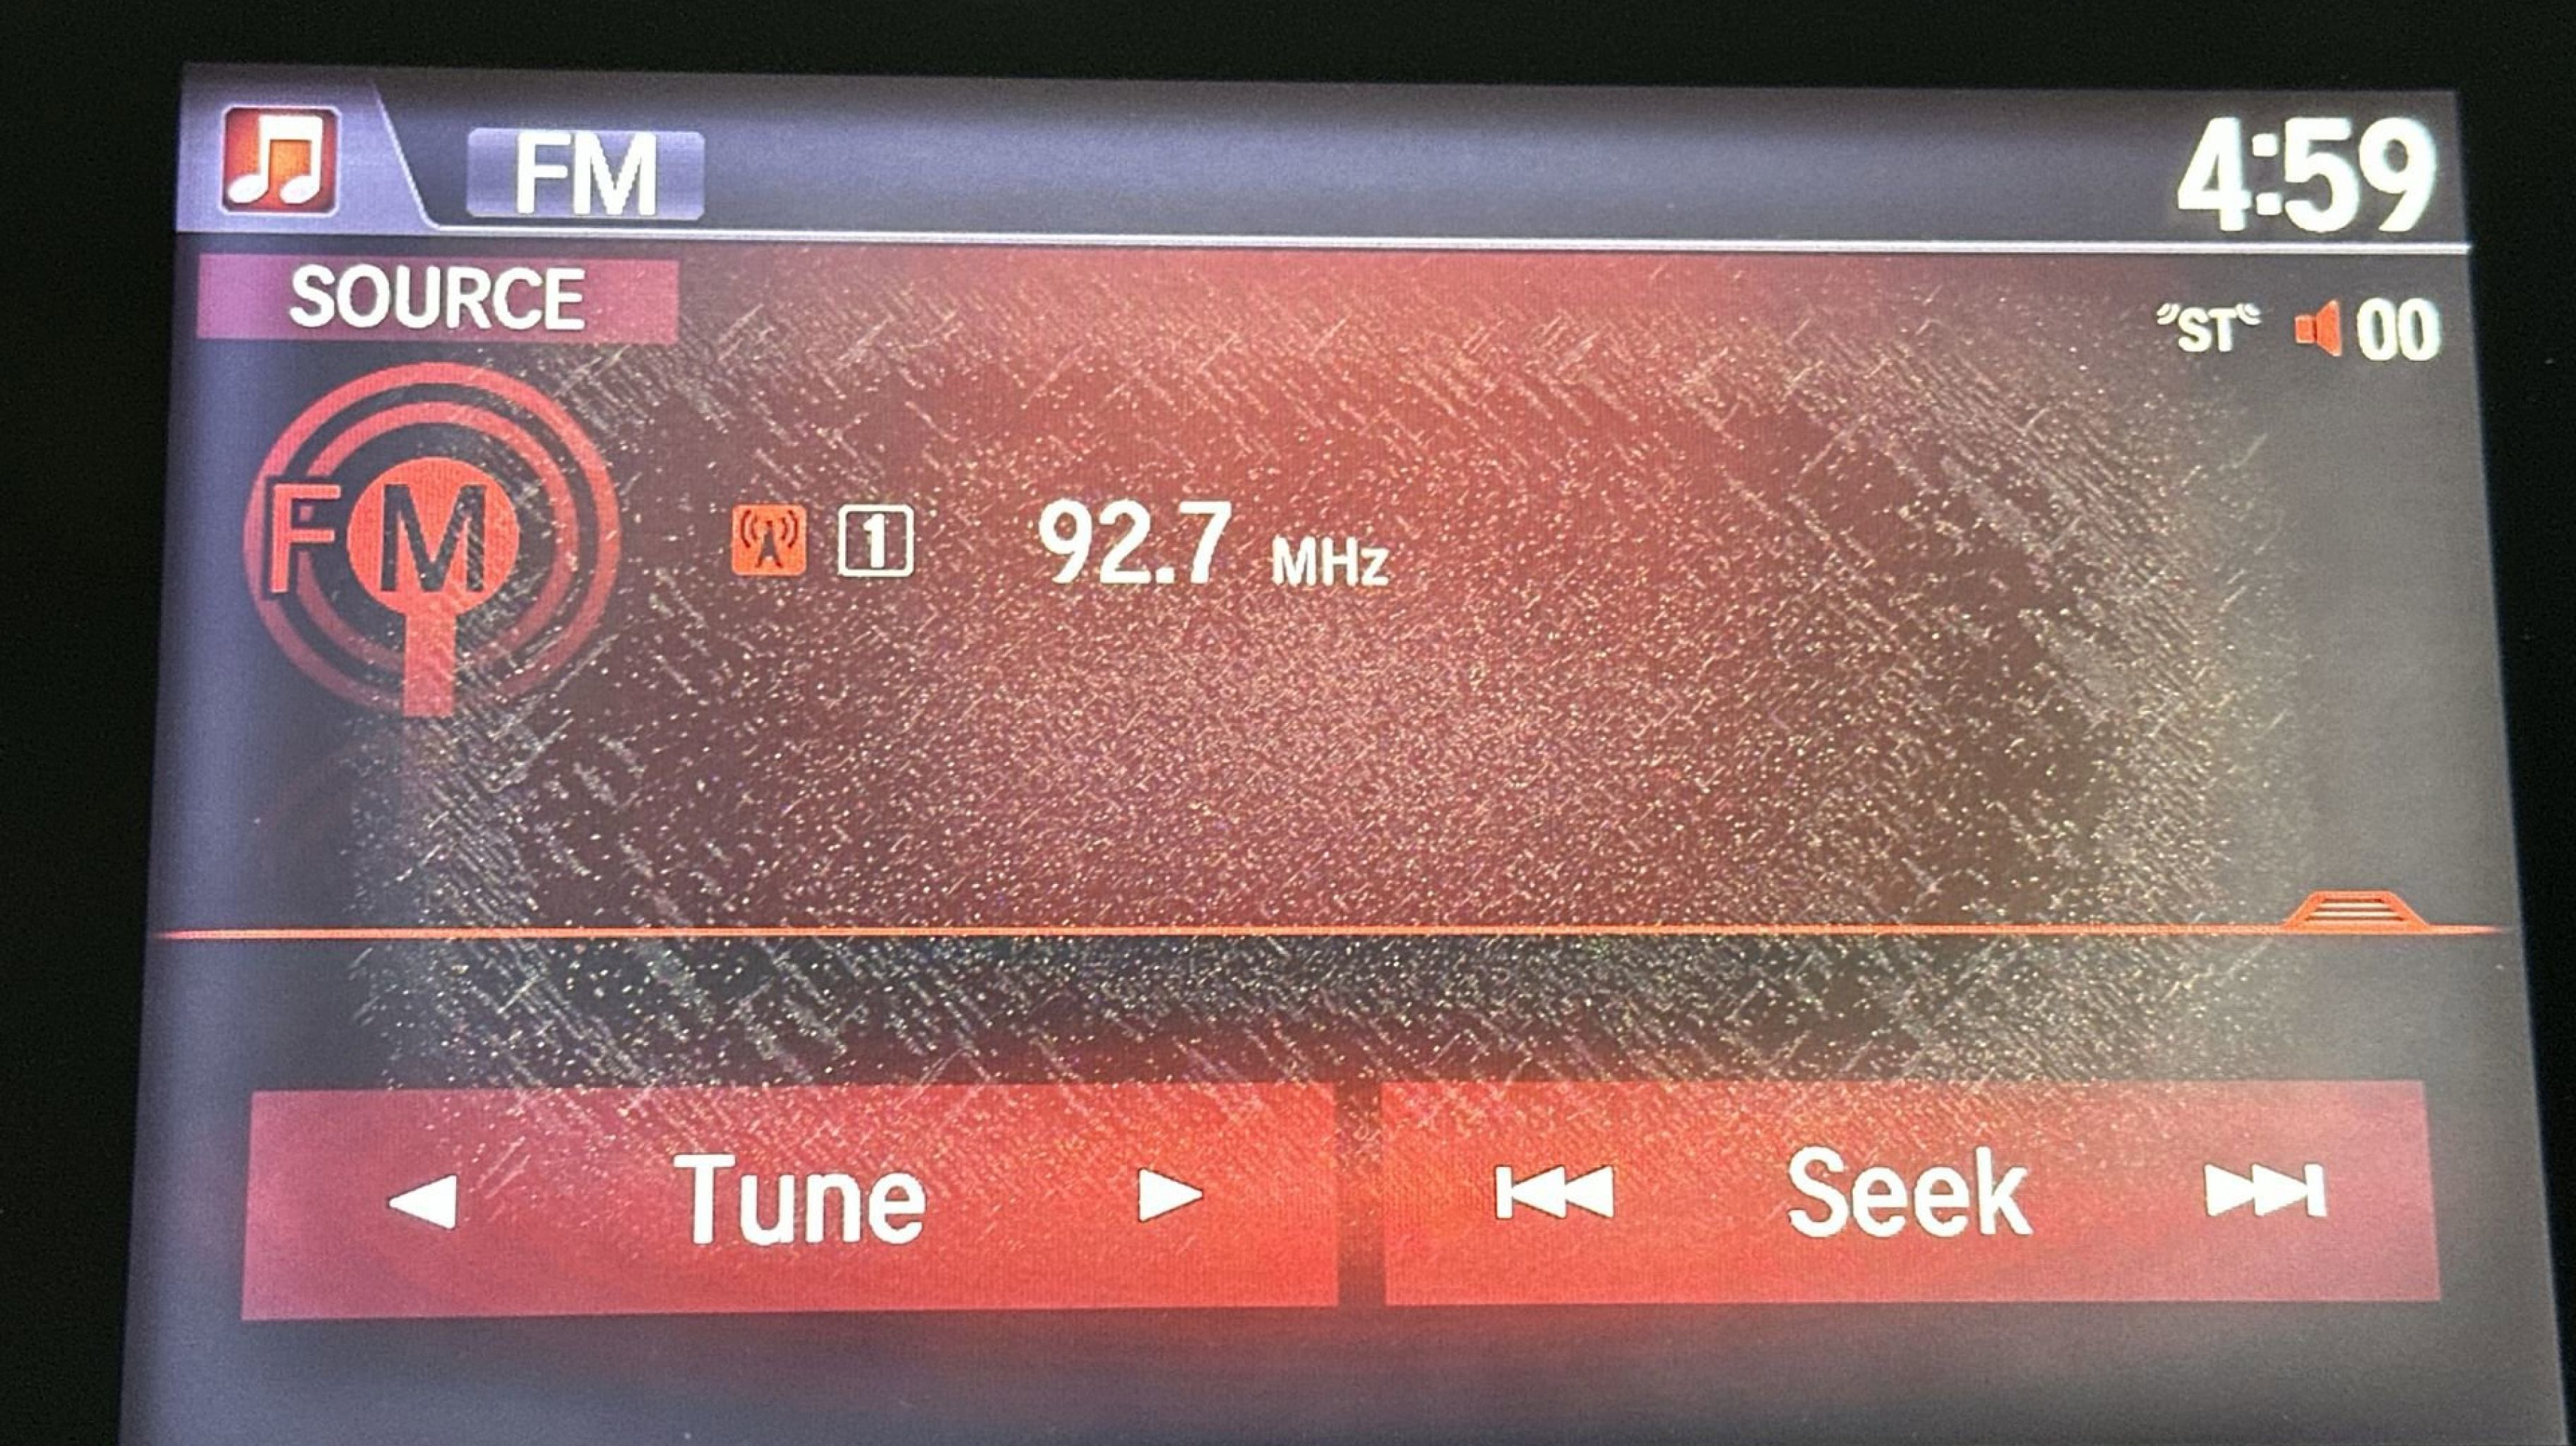 FM
4:59
SOURCE
ST 00
FM
1 92.7 MHz
Tune
Seek